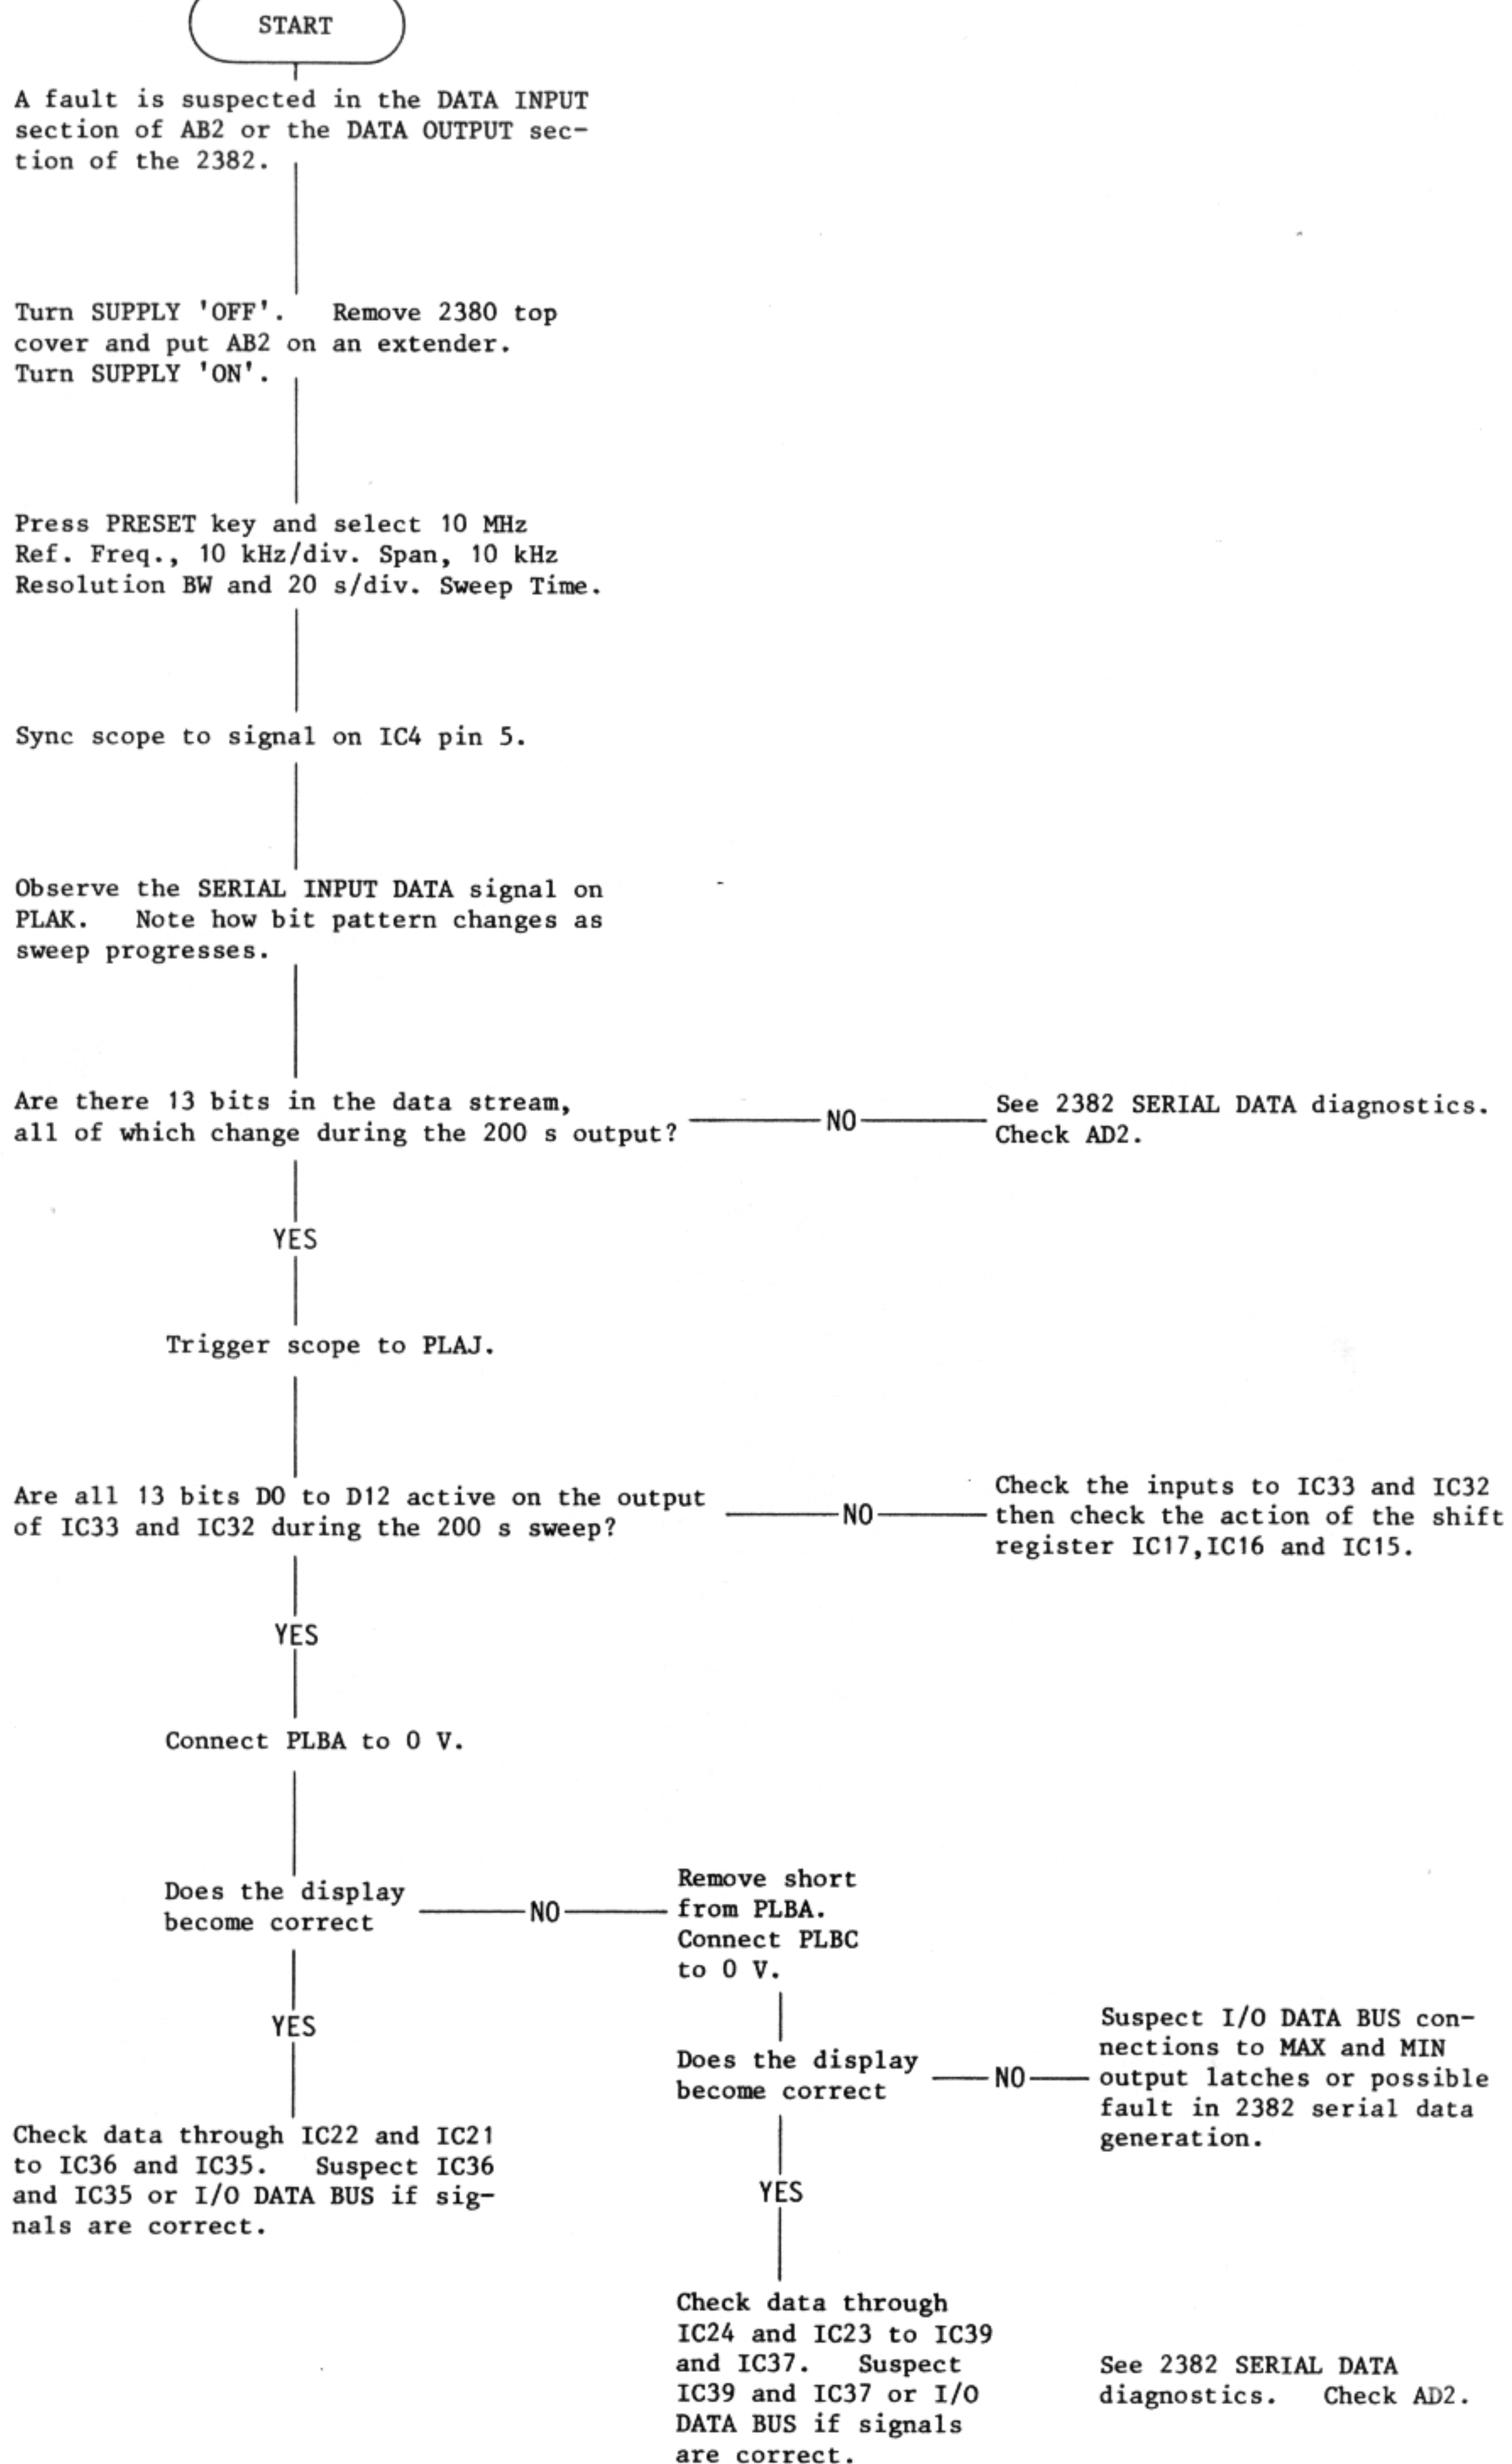 START
A fault is suspected in the DATA INPUT
section of AB2 or the DATA OUTPUT sec-
tion of the 2382.
Turn SUPPLY 'OFF'. Remove 2380 top
cover and put AB2 on an extender.
Turn SUPPLY 'ON'.
Press PRESET key and select 10 MHz
Ref. Freq., 10 kHz/div. Span, 10 kHz
Resolution BW and 20 s/div. Sweep Time.
Sync scope to signal on IC4 pin 5.
Observe the SERIAL INPUT DATA signal on
PLAK. Note how bit pattern changes as
sweep progresses.
Are there 13 bits in the data stream,
all of which change during the 200 s output?
NO
See 2382 SERIAL DATA diagnostics.
Check AD2.
YES
Trigger scope to PLAJ.
Are all 13 bits D0 to D12 active on the output
of IC33 and IC32 during the 200 s sweep?
NO
Check the inputs to IC33 and IC32
then check the action of the shift
register IC17,IC16 and IC15.
YES
Connect PLBA to 0 V.
Does the display
become correct
NO
Remove short
from PLBA.
Connect PLBC
to 0 V.
YES
Check data through IC22 and IC21
to IC36 and IC35. Suspect IC36
and IC35 or I/O DATA BUS if sig-
nals are correct.
Does the display
become correct
NO
Suspect I/O DATA BUS con-
nections to MAX and MIN
output latches or possible
fault in 2382 serial data
generation.
YES
Check data through
IC24 and IC23 to IC39
and IC37. Suspect
IC39 and IC37 or I/O
DATA BUS if signals
are correct.
See 2382 SERIAL DATA
diagnostics. Check AD2.